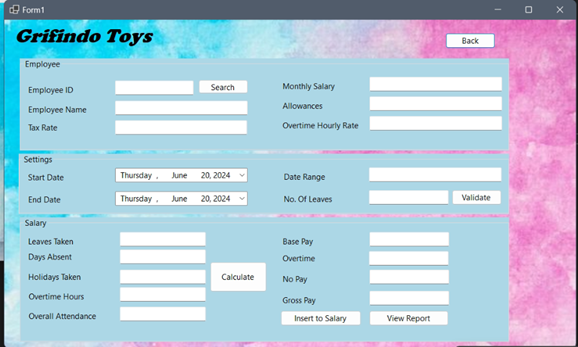 Form1
Grifindo Toys
Back
Employee
Employee ID
Search
Employee Name
Tax Rate
Monthly Salary
Allowances
Overtime Hourly Rate
Settings
Start Date
Thursday , June 20, 2024
End Date
Thursday , June 20, 2024
Date Range
No. Of Leaves
Validate
Salary
Leaves Taken
Days Absent
Holidays Taken
Overtime Hours
Overall Attendance
Calculate
Base Pay
Overtime
No Pay
Gross Pay
Insert to Salary
View Report